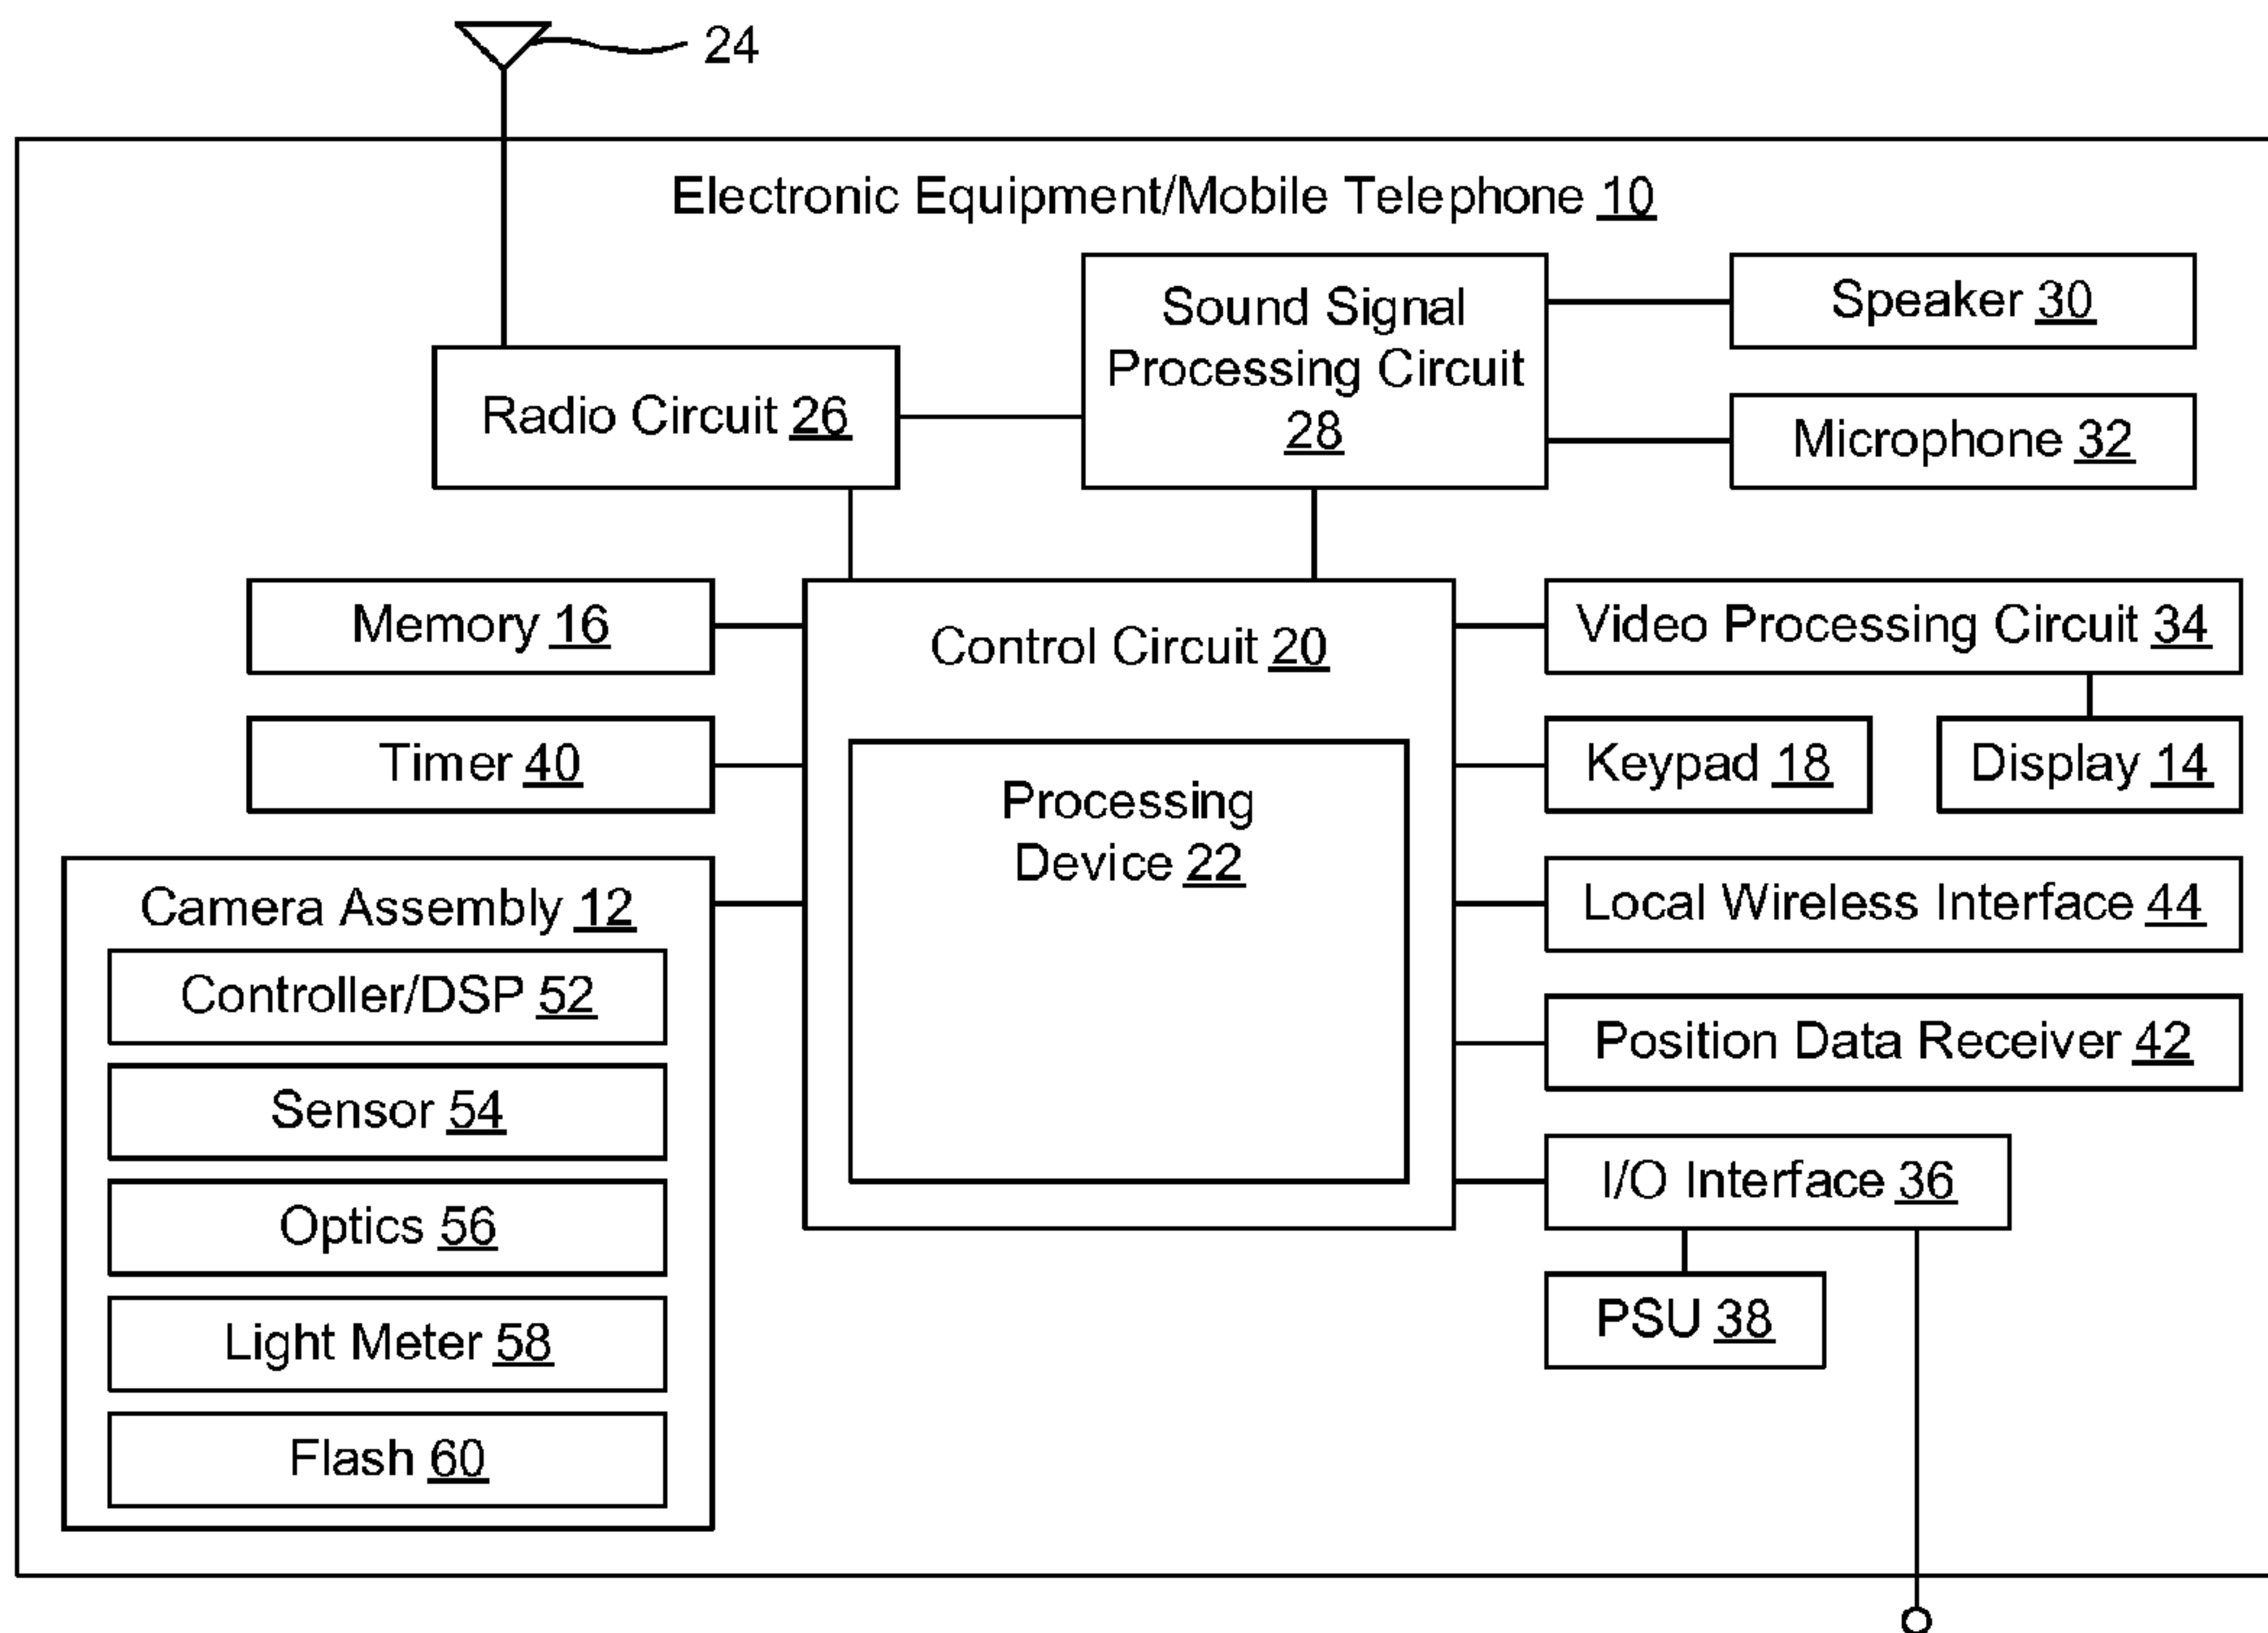 24
Electronic Equipment/Mobile Telephone 10
Sound Signal
Processing Circuit
28
Speaker 30
Radio Circuit 26
Microphone 32
Memory 16
Control Circuit 20
Video Processing Circuit 34
Timer 40
Processing
Device 22
Keypad 18
Display 14
Camera Assembly 12
Local Wireless Interface 44
Controller/DSP 52
Position Data Receiver 42
Sensor 54
I/O Interface 36
Optics 56
PSU 38
Light Meter 58
Flash 60